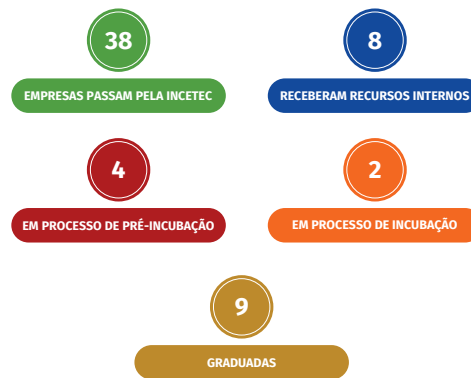 38
EMPRESAS PASSAM PELA INCETEC
8
RECEBERAM RECURSOS INTERNOS
4
EM PROCESSO DE PRÉ-INCUBAÇÃO
2
EM PROCESSO DE INCUBAÇÃO
9
GRADUADAS